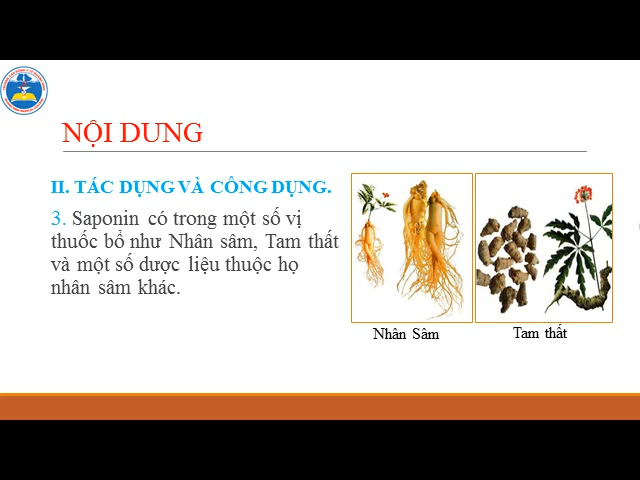 NỘI DUNG
II. TÁC DỤNG VÀ CÔNG DỤNG.
3. Saponin có trong một số vị
thuốc bổ như Nhân sâm, Tam thất
và một số dược liệu thuộc họ
nhân sâm khác.
Nhân Sâm
Tam thất